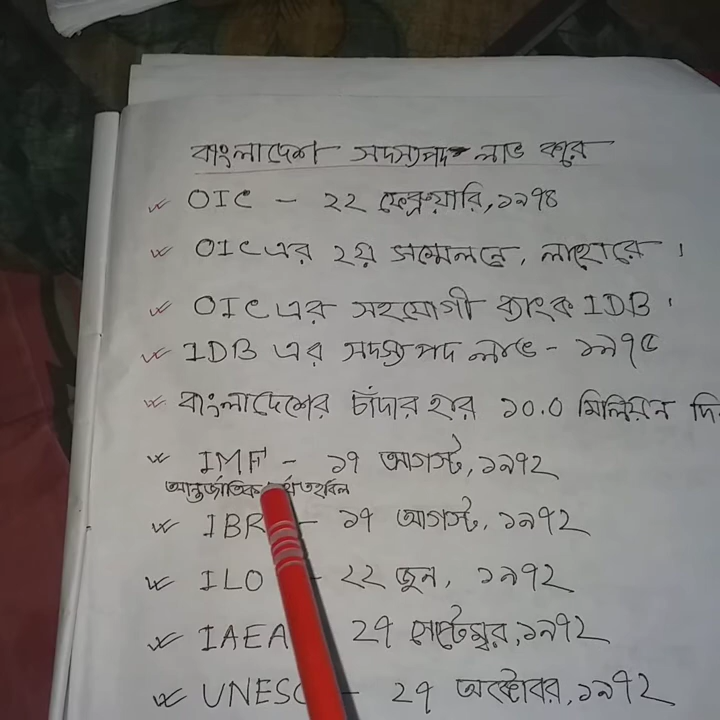 বাংলাদেশ সদস্যপদ লাভ করে
OIC - ২২ ফেব্রুয়ারি, ১৯৭৪
OIC এর ২য় সম্মেলনে, লাহোরে ।
OIC এর সহযোগী ব্যাংক IDB ।
IDB এর সদস্যপদ লাভ - ১৯৭৫
বাংলাদেশের চাঁদার হার ১০.০ মিলিয়ন দি
IMF - ১৭ আগস্ট, ১৯৭২
আন্তর্জাতিক অর্থ তহবিল
IBR - ১৭ আগস্ট, ১৯৭২
ILO - ২২ জুন, ১৯৭২
IAEA 27 সেপ্টেম্বর, ১৯৭২
UNESC - 27 অক্টোবর, ১৯৭২